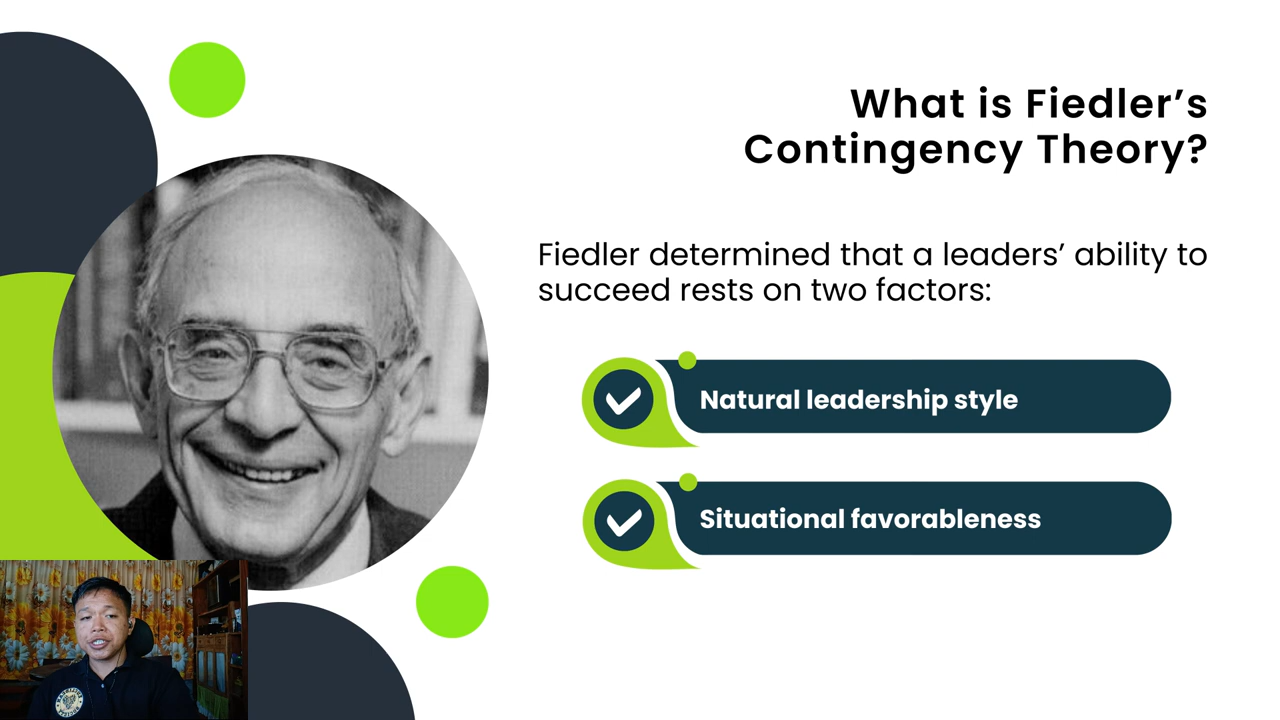 What is Fiedler’s
Contingency Theory?
Fiedler determined that a leaders’ ability to
succeed rests on two factors:
Natural leadership style
Situational favorableness